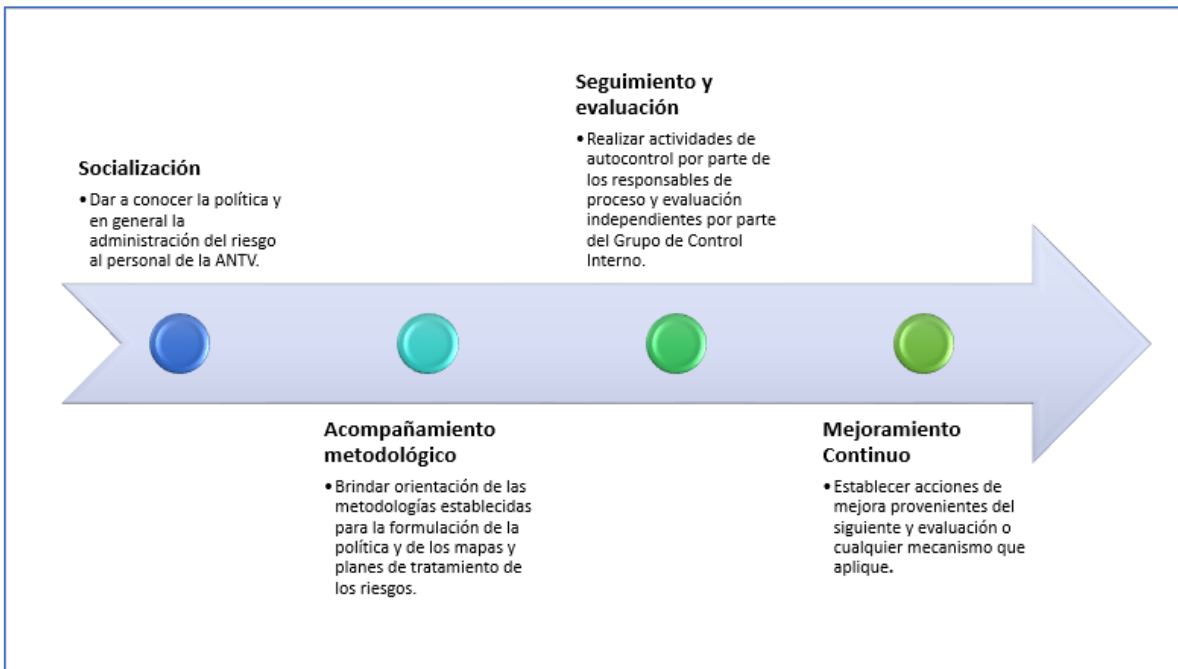 Socialización
•Dar a conocer la política y
en general la
administración del riesgo
al personal de la ANTV.
Acompañamiento
metodológico
•Brindar orientación de las
metodologías establecidas
para la formulación de la
política y de los mapas y
planes de tratamiento de
los riesgos.
Seguimiento y
evaluación
•Realizar actividades de
autocontrol por parte de
los responsables de
proceso y evaluación
independientes por parte
del Grupo de Control
Interno.
Mejoramiento
Continuo
•Establecer acciones de
mejora provenientes del
siguiente y evaluación o
cualquier mecanismo que
aplique.